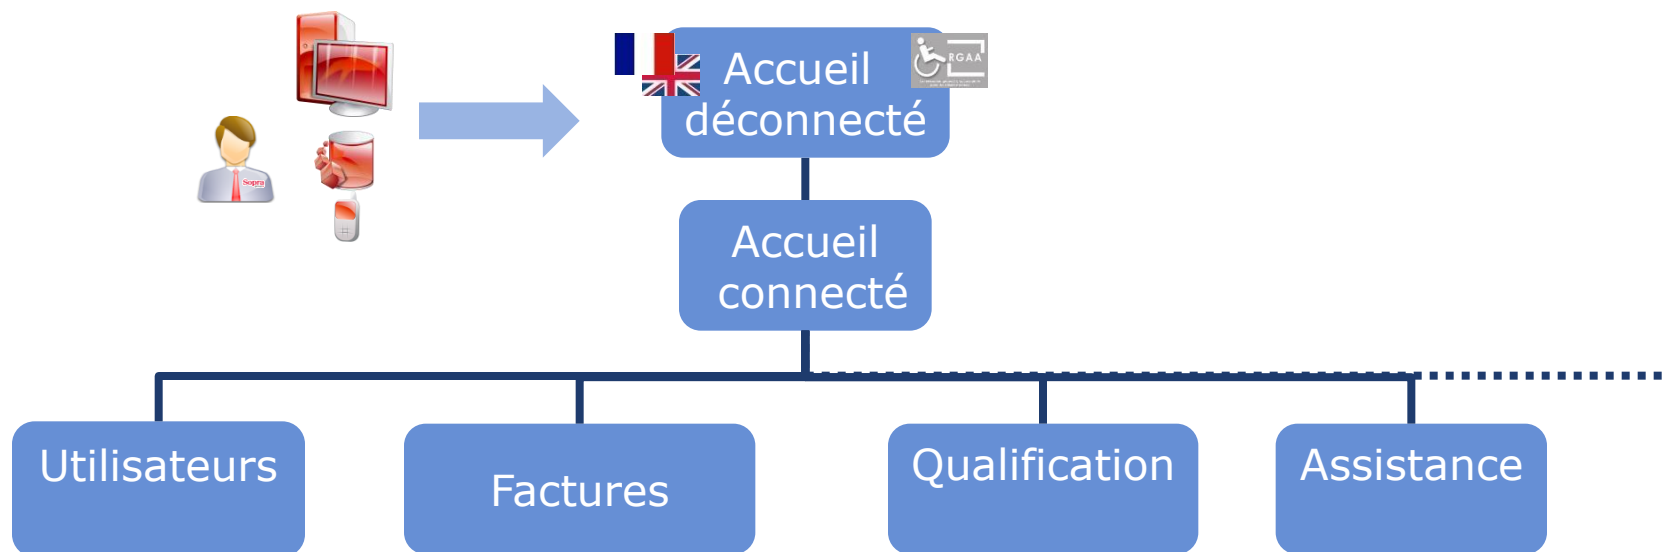 Accueil
déconnecté
RGAA
Sopra
Accueil
connecté
Utilisateurs
Factures
Qualification
Assistance